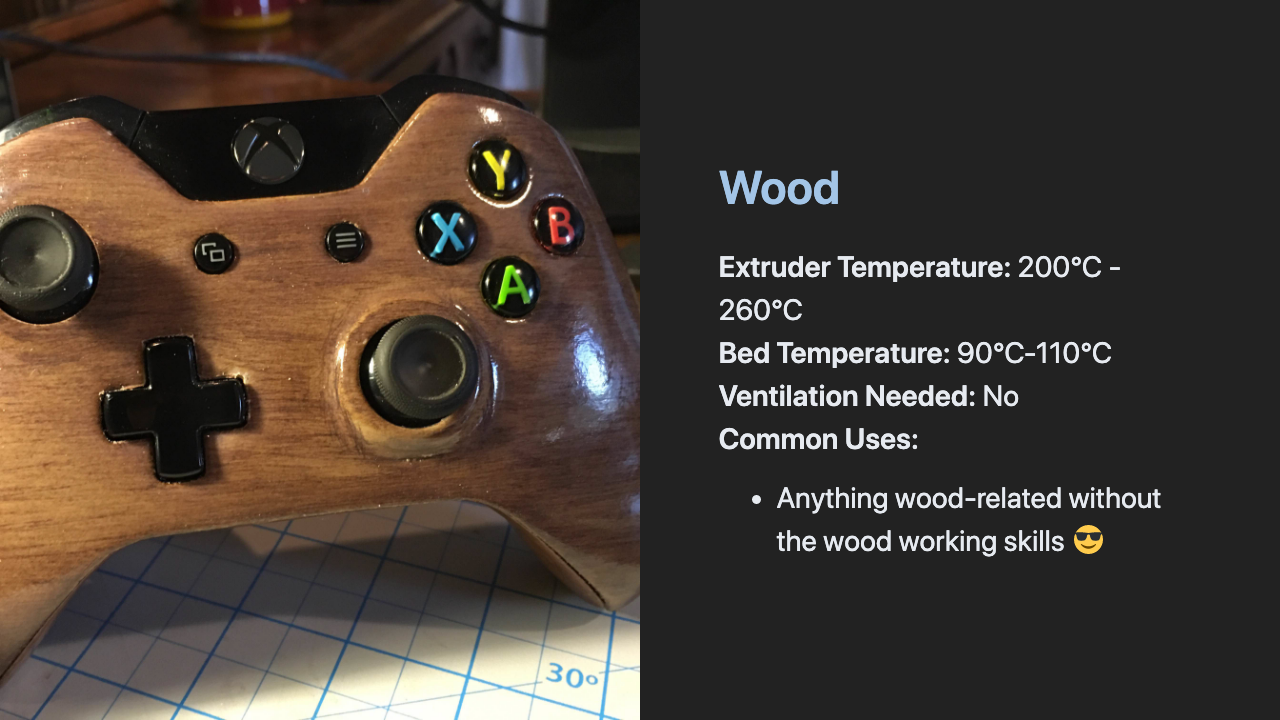 Y
X
B
A
30°
Wood
Extruder Temperature: 200°C -
260°C
Bed Temperature: 90°C-110°C
Ventilation Needed: No
Common Uses:
• Anything wood-related without
the wood working skills 😎